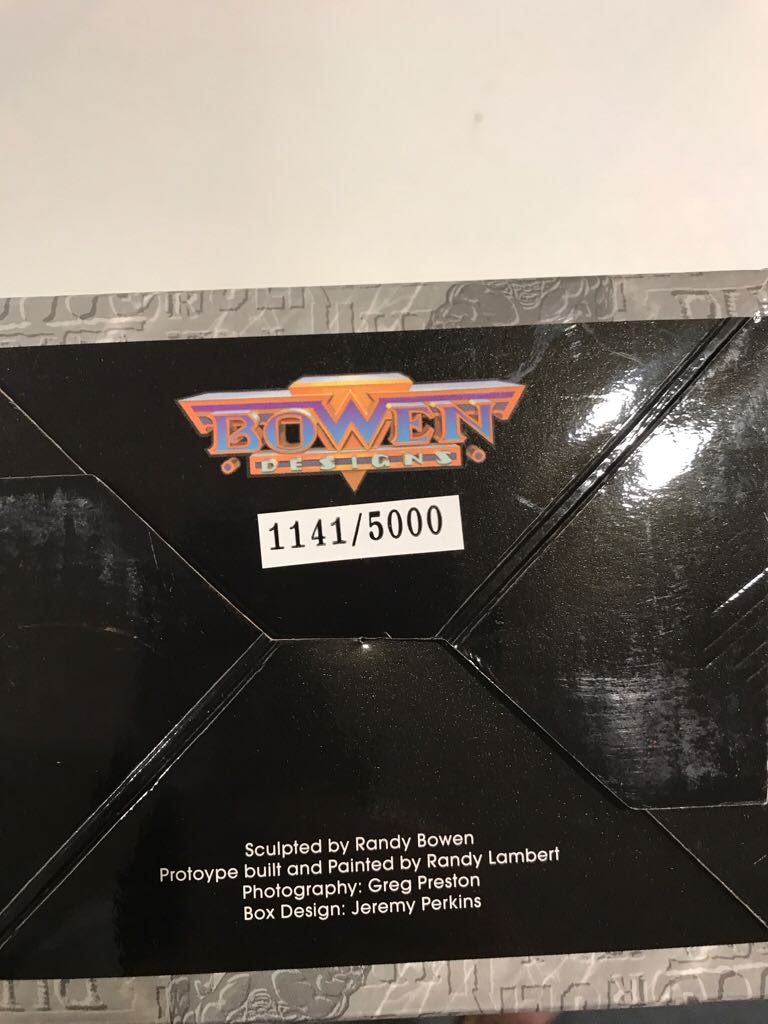 BOWEN
DESIGNS
1141/5000
Sculpted by Randy Bowen
Protoype built and Painted by Randy Lambert
Photography: Greg Preston
Box Design: Jeremy Perkins